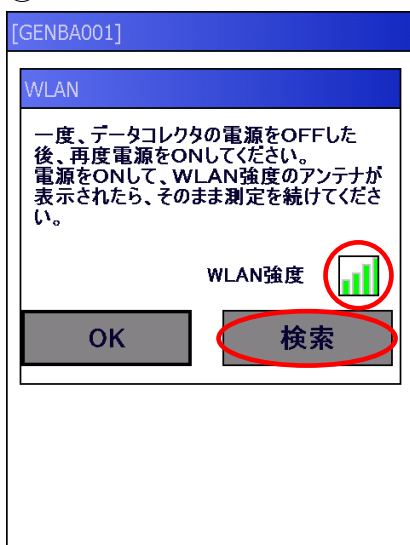 [GENBA001]
WLAN
一度、データコレクタの電源をOFFした
後、再度電源をONしてください。
電源をONして、WLAN強度のアンテナが
表示されたら、そのまま測定を続けてくださ
い。
WLAN強度
OK
検索